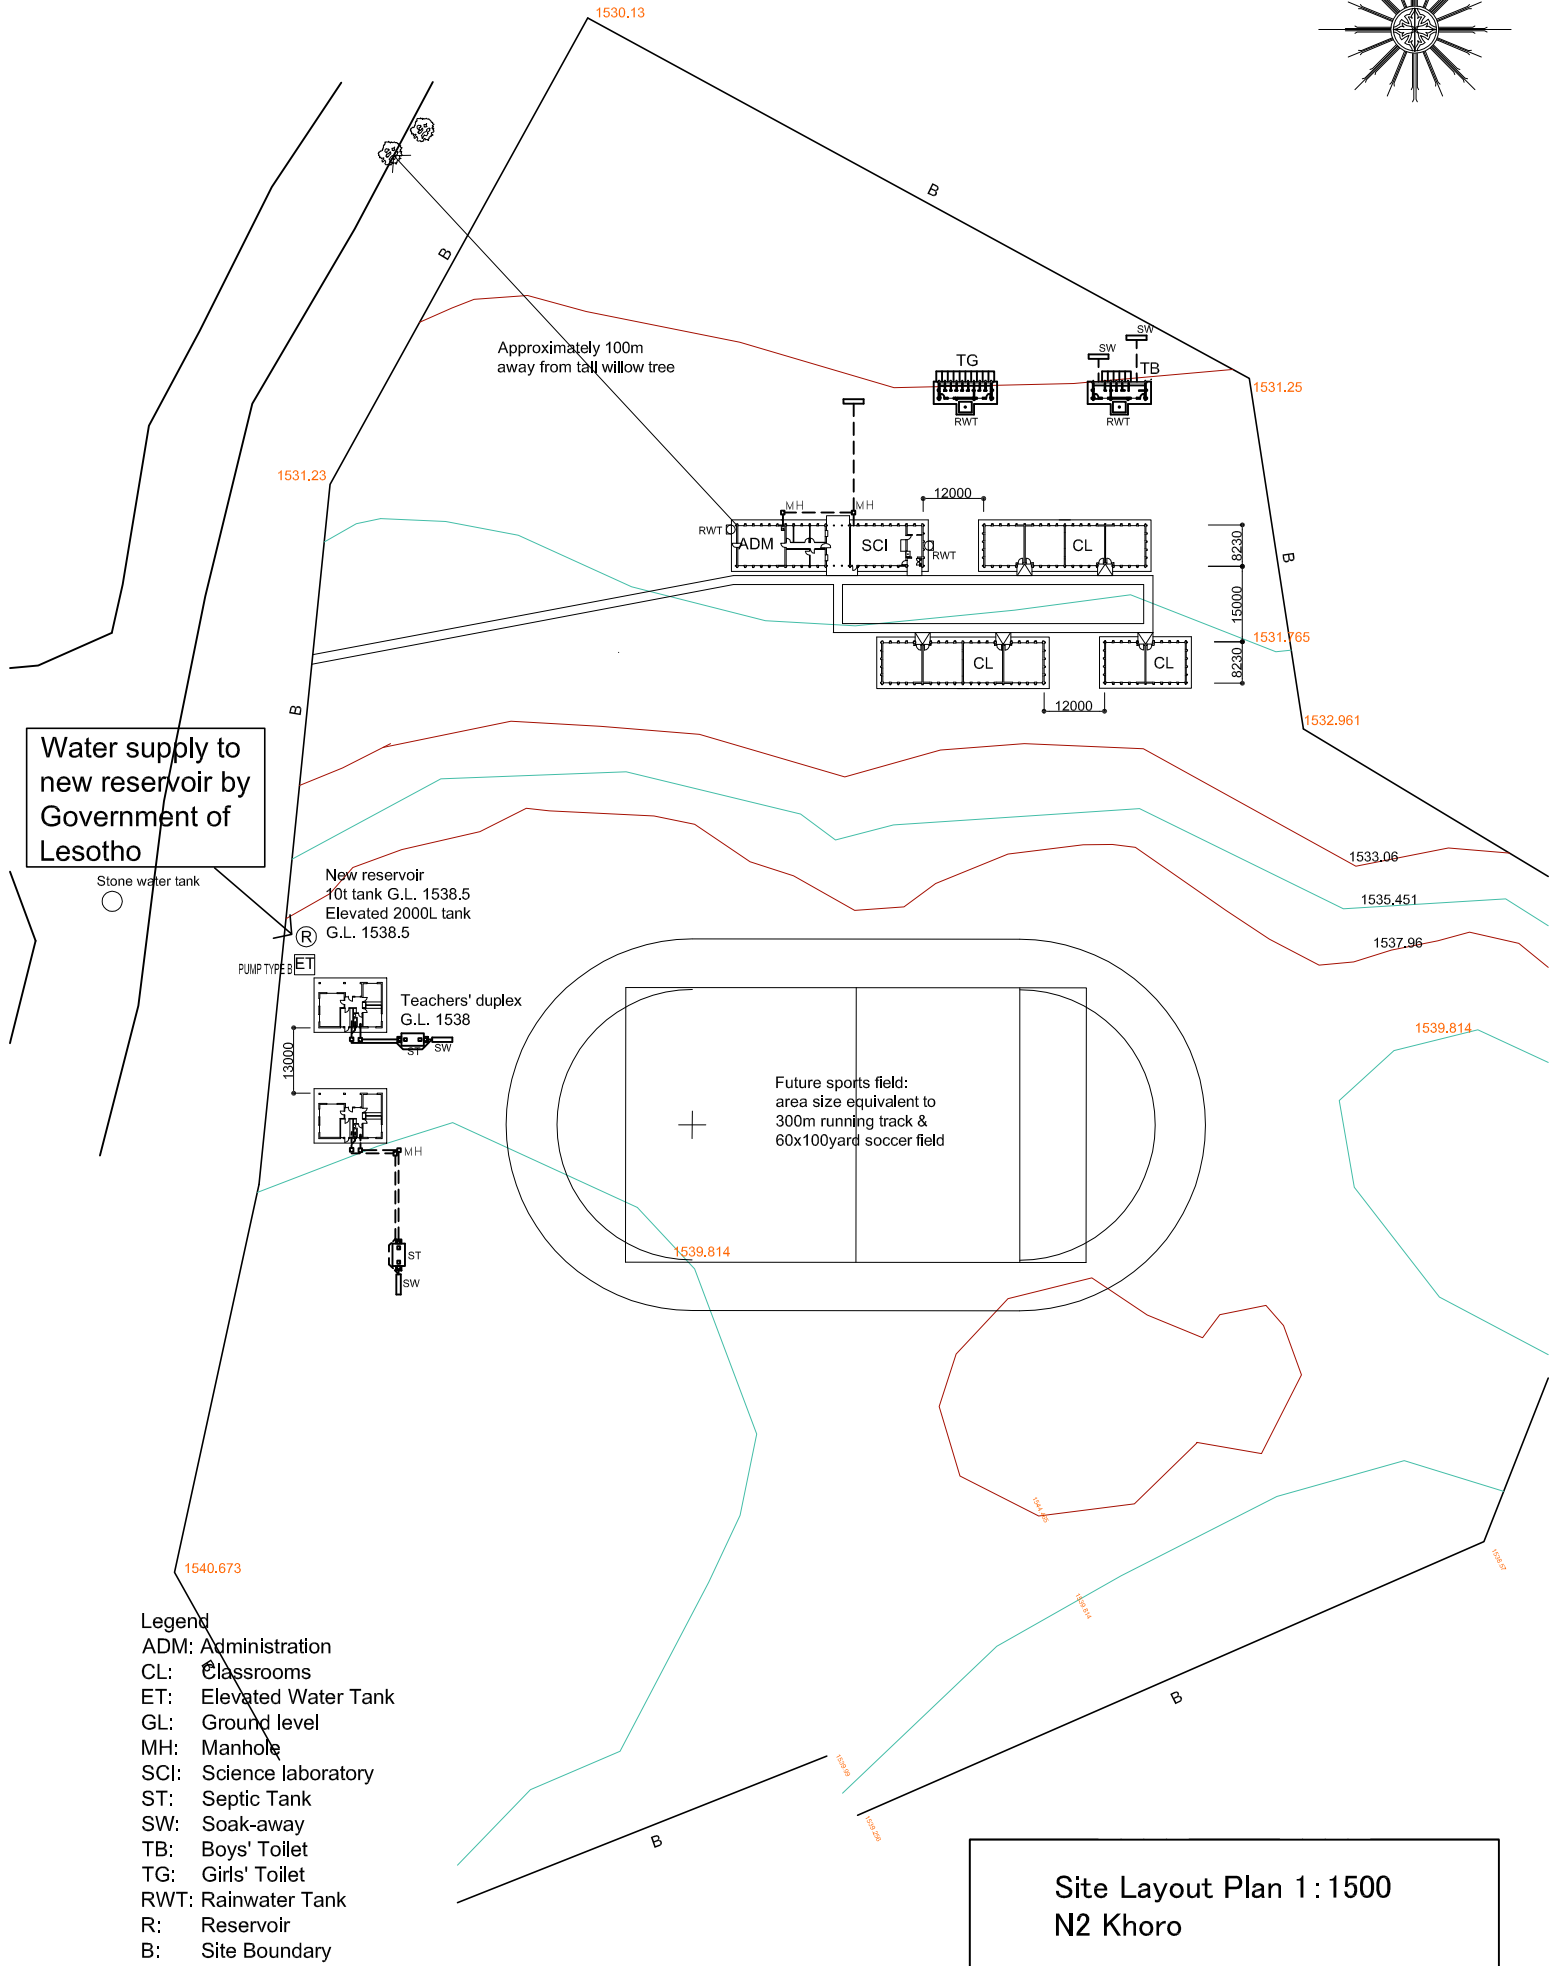 1530.13
B
B
Approximately 100m
away from tall willow tree
SW
SW
TG
TB
RWT
RWT
1531.25
1531.23
12000
MH
MH
RWT
ADM
SCI
RWT
CL
8230
15000
8230
B
1531.765
CL
CL
12000
B
1532.961
Water supply to
new reservoir by
Government of
Lesotho
Stone water tank
New reservoir
10t tank G.L. 1538.5
Elevated 2000L tank
G.L. 1538.5
R
PUMP TYPE B
ET
1533.06
1535.451
1537.96
Teachers' duplex
G.L. 1538
ST
SW
13000
1539.814
Future sports field:
area size equivalent to
300m running track &
60x100yard soccer field
MH
ST
SW
1539.814
1540.673
1539.814
1539.99
1539.256
B
B
B
Legend
ADM: Administration
CL: Classrooms
ET: Elevated Water Tank
GL: Ground level
MH: Manhole
SCI: Science laboratory
ST: Septic Tank
SW: Soak-away
TB: Boys' Toilet
TG: Girls' Toilet
RWT: Rainwater Tank
R: Reservoir
B: Site Boundary
Site Layout Plan 1:1500
N2 Khoro